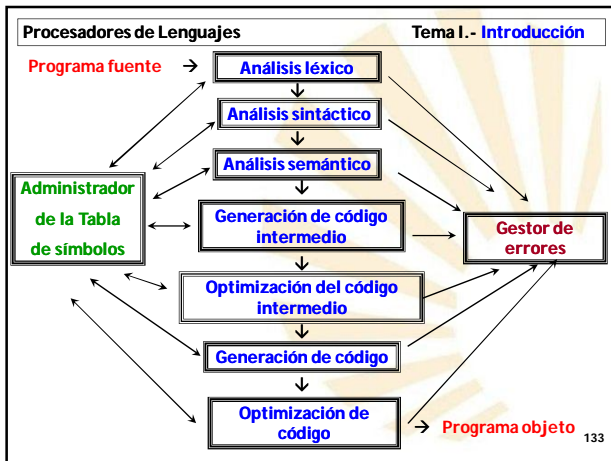 Procesadores de Lenguajes Tema I.- Introducción
Programa fuente → Análisis léxico
Análisis sintáctico
Análisis semántico
Administrador
de la Tabla
de símbolos
Generación de código
intermedio
Gestor de
errores
Optimización del código
intermedio
Generación de código
Optimización de
código
→ Programa objeto
133